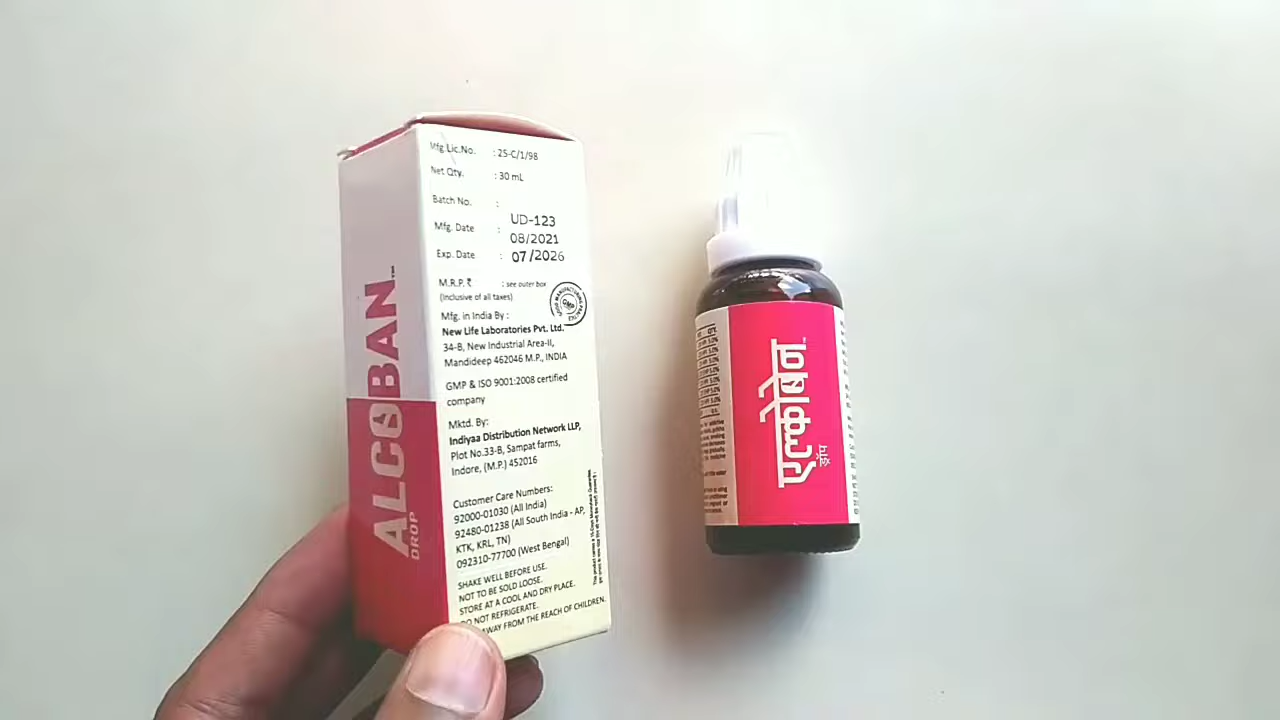 ALCOBAN™
DROP
Mfg.Lic.No. : 25-C/1/98
Net Qty. : 30 mL
Batch No. :
UD-123
Mfg. Date : 08/2021
Exp. Date : 07/2026
M.R.P. ₹ : see outer box
(Inclusive of all taxes)
GOOD MANUFACTURING PRACTICE
GMP
Mfg. in India By :
New Life Laboratories Pvt. Ltd.
34-B, New Industrial Area-II,
Mandideep 462046 M.P., INDIA
GMP & ISO 9001:2008 certified
company
Mktd. By:
Indiyaa Distribution Network LLP,
Plot No.33-B, Sampat farms,
Indore, (M.P.) 452016
Customer Care Numbers:
92000-01030 (All India)
92480-01238 (All South India - AP,
KTK, KRL, TN)
092310-77700 (West Bengal)
SHAKE WELL BEFORE USE.
NOT TO BE SOLD LOOSE.
STORE AT A COOL AND DRY PLACE.
DO NOT REFRIGERATE.
AWAY FROM THE REACH OF CHILDREN.
एल्कोबेन
ड्रॉप